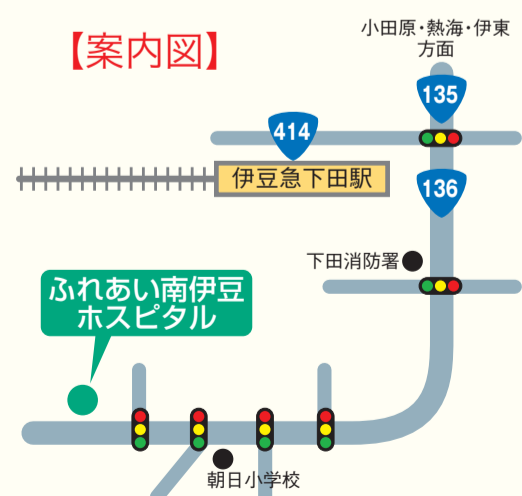 【案内図】
小田原・熱海・伊東
方面
135
414
伊豆急下田駅
136
下田消防署
ふれあい南伊豆
ホスピタル
朝日小学校